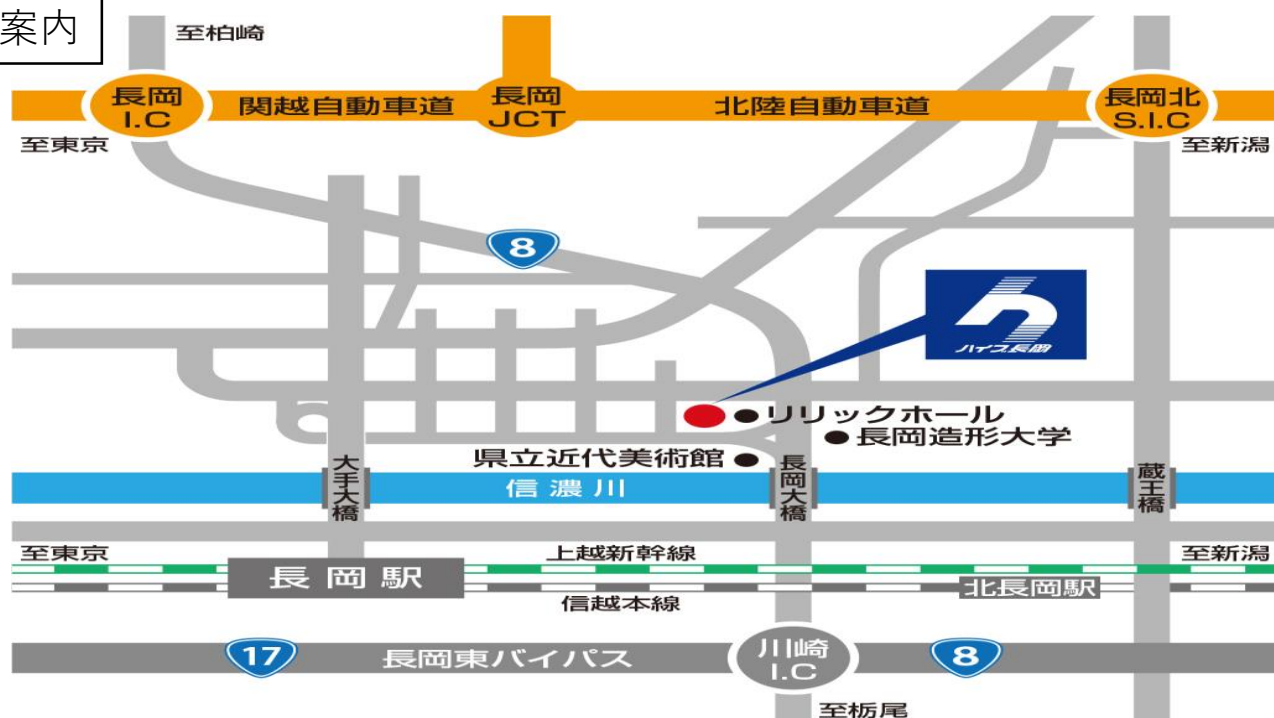 案内
至柏崎
長岡
I.C
関越自動車道
長岡
JCT
北陸自動車道
長岡北
S.I.C
至東京
至新潟
8
ハイブ長岡
リリックホール
長岡造形大学
県立近代美術館
大手大橋
信濃川
長岡大橋
蔵王橋
至東京
上越新幹線
至新潟
長岡駅
信越本線
北長岡駅
17
長岡東バイパス
川崎
I.C
8
至栃尾